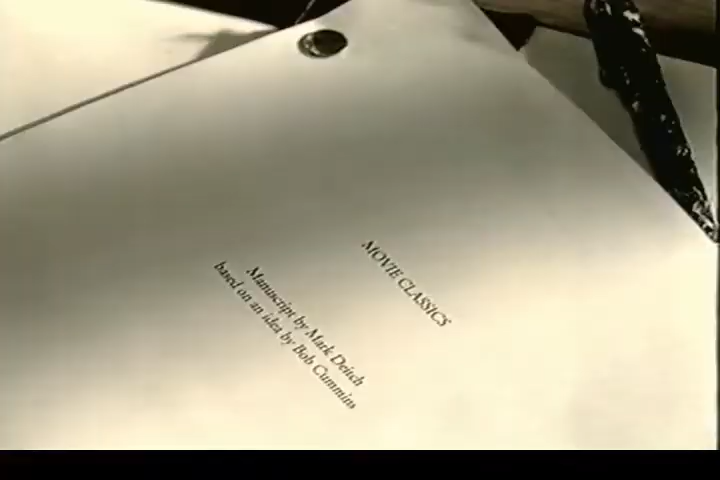 MOVIE CLASSICS
Manuscript by Mark Deitch
based on an idea by Bob Cummins